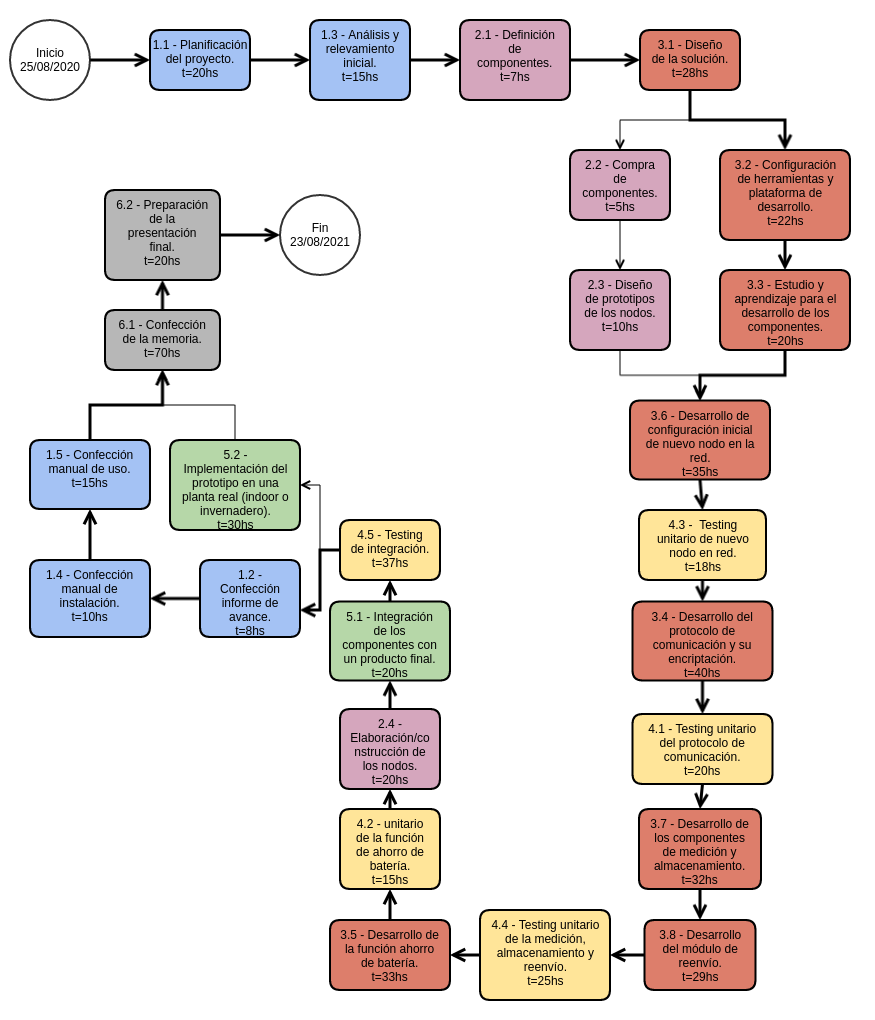 Inicio
25/08/2020
1.1 - Planificación
del proyecto.
t=20hs
1.3 - Análisis y
relevamiento
inicial.
t=15hs
2.1 - Definición
de
componentes.
t=7hs
3.1 - Diseño
de la solución.
t=28hs
2.2 - Compra
de
componentes.
t=5hs
3.2 - Configuración
de herramientas y
plataforma de
desarrollo.
t=22hs
2.3 - Diseño
de prototipos
de los nodos.
t=10hs
3.3 - Estudio y
aprendizaje para el
desarrollo de los
componentes.
t=20hs
3.6 - Desarrollo de
configuración inicial
de nuevo nodo en la
red.
t=35hs
4.3 -  Testing
unitario de nuevo
nodo en red.
t=18hs
3.4 - Desarrollo del
protocolo de
comunicación y su
encriptación.
t=40hs
4.1 - Testing unitario
del protocolo de
comunicación.
t=20hs
3.7 - Desarrollo de
los componentes
de medición y
almacenamiento.
t=32hs
3.8 - Desarrollo
del módulo de
reenvío.
t=29hs
4.4 - Testing unitario
de la medición,
almacenamiento y
reenvío.
t=25hs
3.5 - Desarrollo de
la función ahorro
de batería.
t=33hs
4.2 - unitario
de la función
de ahorro de
batería.
t=15hs
2.4 -
Elaboración/co
nstrucción de
los nodos.
t=20hs
5.1 - Integración
de los
componentes con
un producto final.
t=20hs
4.5 - Testing
de integración.
t=37hs
1.2 -
Confección
informe de
avance.
t=8hs
5.2 -
Implementación del
prototipo en una
planta real (indoor o
invernadero).
t=30hs
1.4 - Confección
manual de
instalación.
t=10hs
1.5 - Confección
manual de uso.
t=15hs
6.1 - Confección
de la memoria.
t=70hs
6.2 - Preparación
de la
presentación
final.
t=20hs
Fin
23/08/2021